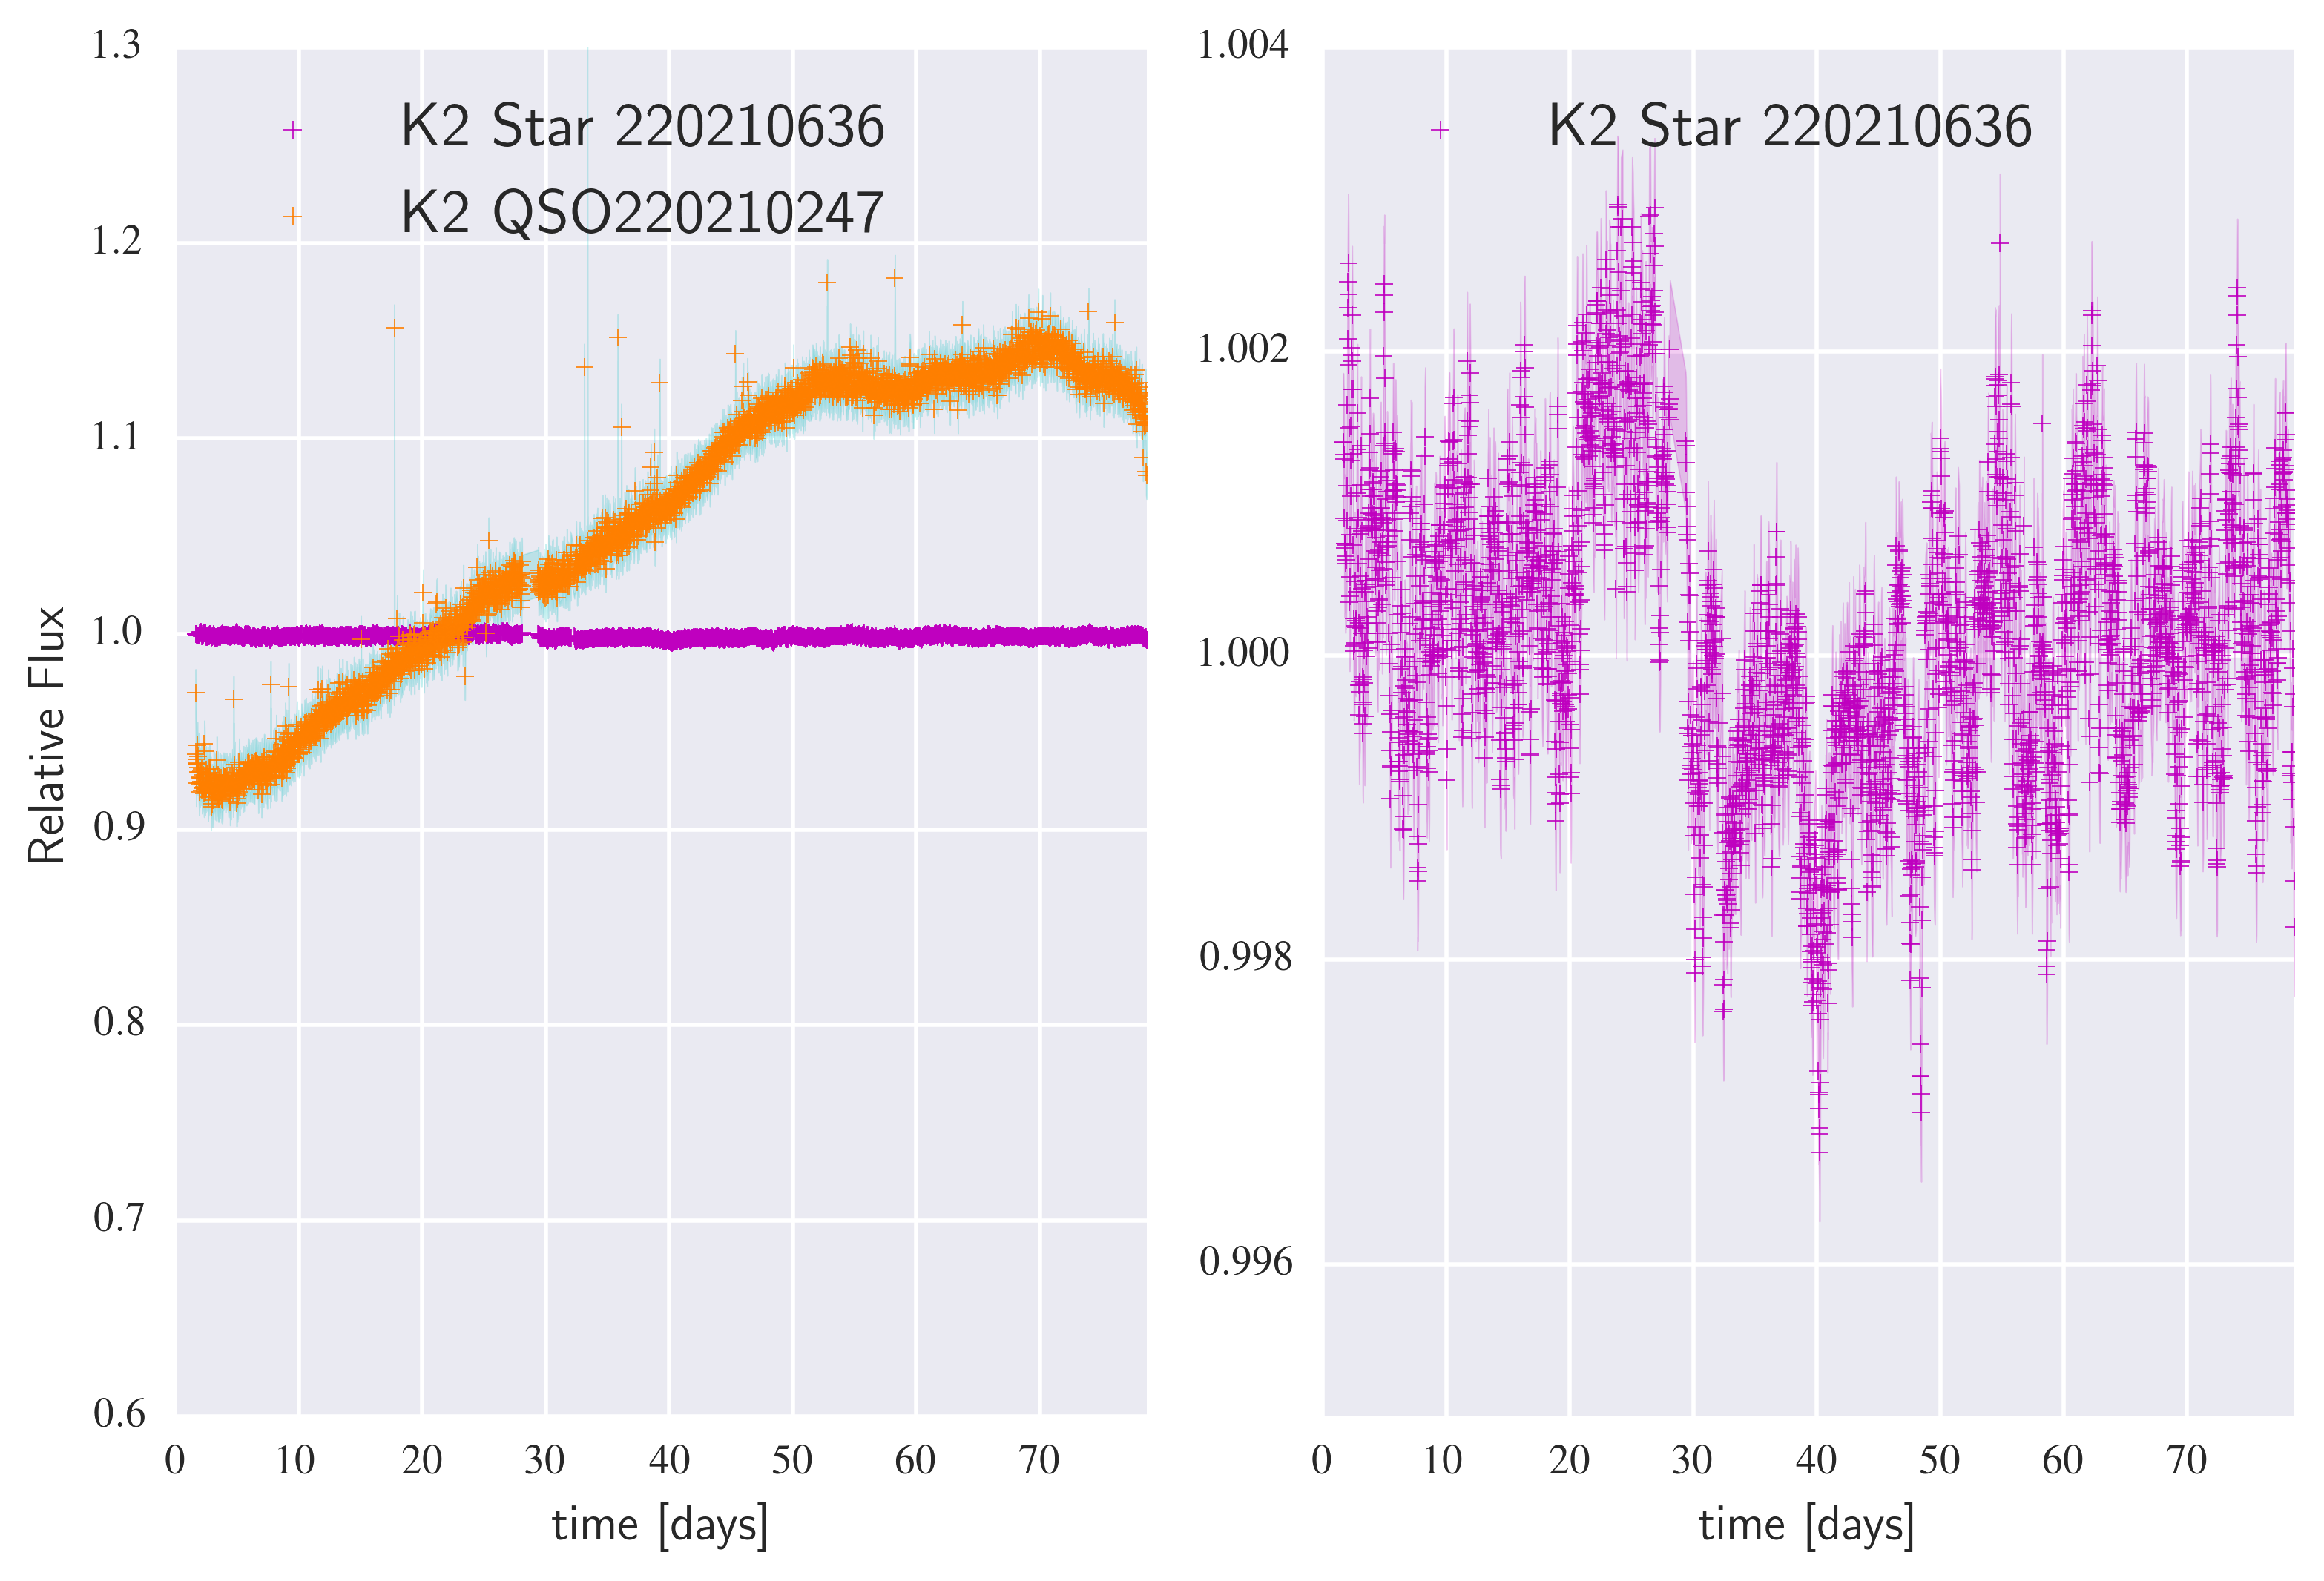 1.3
1.2
1.1
1.0
0.9
0.8
0.7
0.6
Relative Flux
K2 Star 220210636
K2 QSO220210247
0 10 20 30 40 50 60 70
time [days]
1.004
1.002
1.000
0.998
0.996
K2 Star 220210636
0 10 20 30 40 50 60 70
time [days]